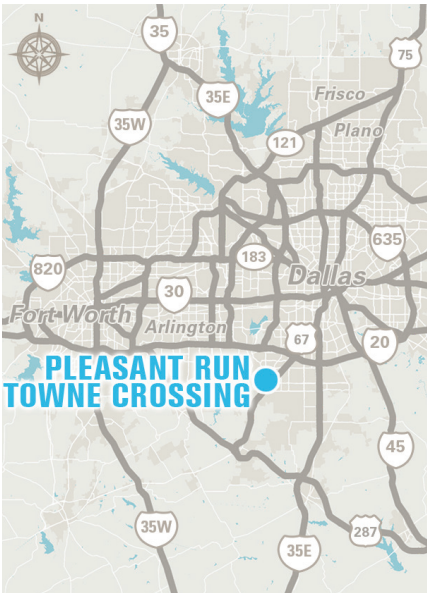 N
35
75
35E
Frisco
35W
Plano
121
635
183
820
Dallas
30
Fort Worth
Arlington
67
20
PLEASANT RUN
TOWNE CROSSING
45
35W
287
35E